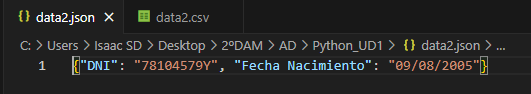 {} data2.json × data2.csv
C: > Users > Isaac SD > Desktop > 2ºDAM > AD > Python_UD1 > {} data2.json > ...
1 {"DNI": "78104579Y", "Fecha Nacimiento": "09/08/2005"}